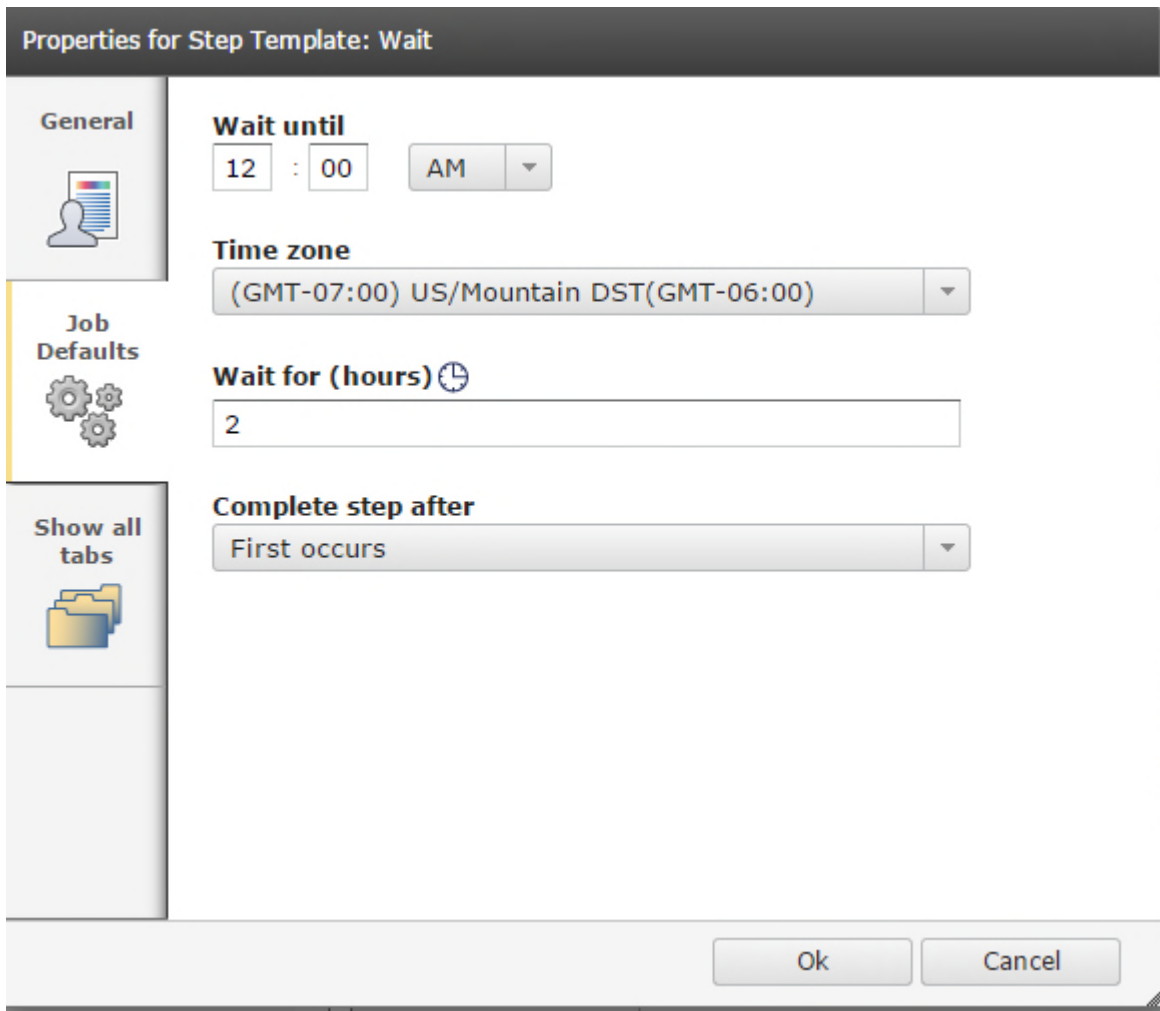 Properties for Step Template: Wait
General
Job
Defaults
Show all
tabs
Wait until
12 : 00 AM
Time zone
(GMT-07:00) US/Mountain DST(GMT-06:00)
Wait for (hours)
2
Complete step after
First occurs
Ok Cancel